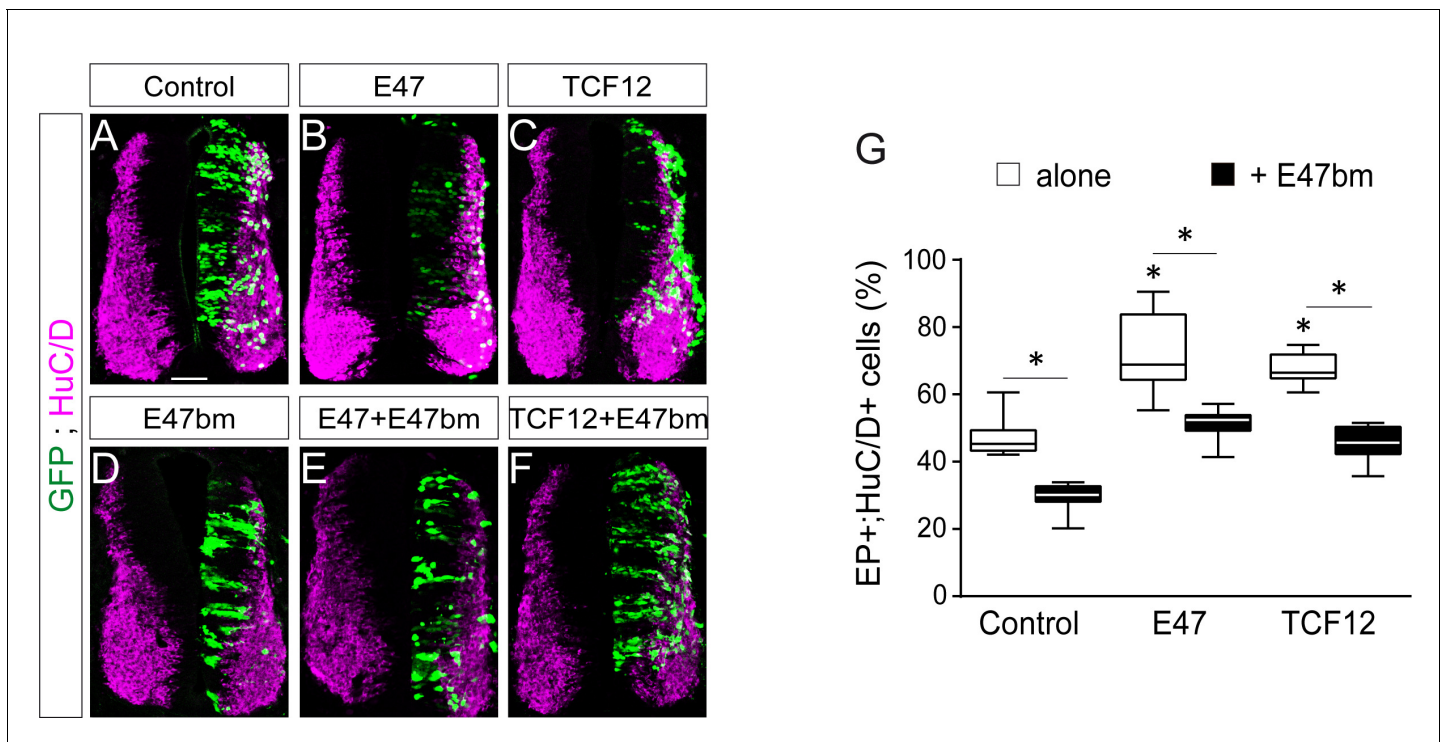 Control
E47
TCF12
GFP ; HuC/D
A
B
C
E47bm
E47+E47bm
TCF12+E47bm
D
E
F
G
alone
+ E47bm
EP+;HuC/D+ cells (%)
100
80
60
40
20
0
*
*
*
*
*
Control
E47
TCF12